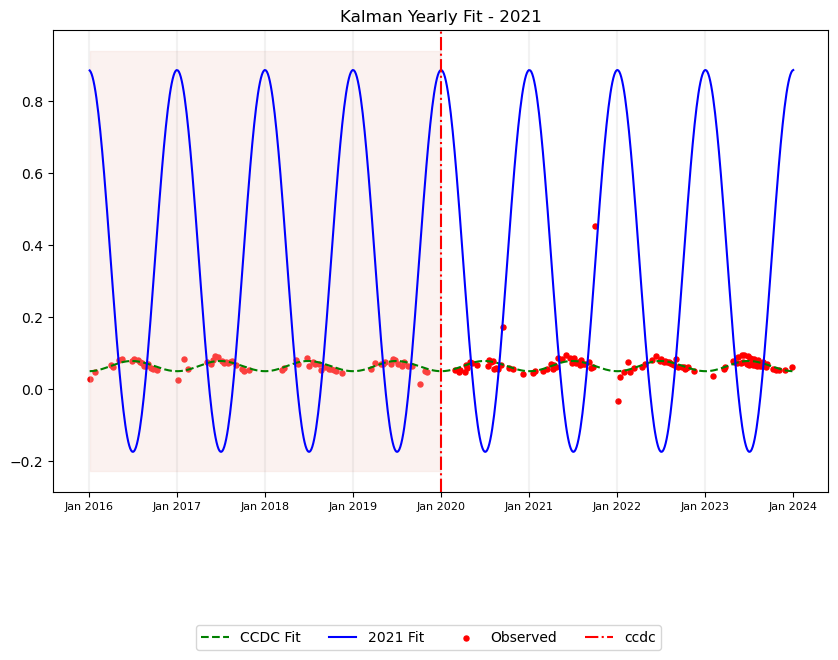 Kalman Yearly Fit - 2021
0.8
0.6
0.4
0.2
0.0
−0.2
Jan 2016 Jan 2017 Jan 2018 Jan 2019 Jan 2020 Jan 2021 Jan 2022 Jan 2023 Jan 2024
CCDC Fit 2021 Fit Observed ccdc